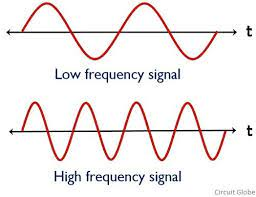 t
Low frequency signal
t
High frequency signal
Circuit Globe